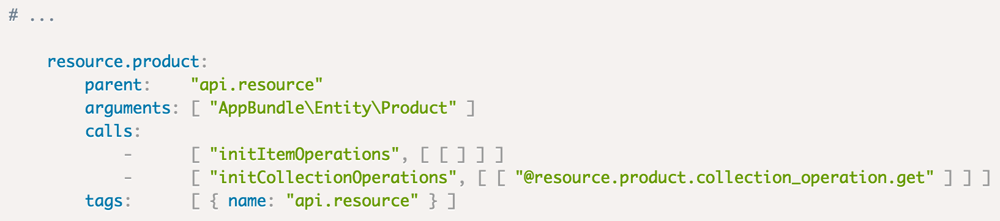 # ...
resource.product:
parent: "api.resource"
arguments: [ "AppBundle\Entity\Product" ]
calls:
- [ "initItemOperations", [ [ ] ] ]
- [ "initCollectionOperations", [ [ "@resource.product.collection_operation.get" ] ] ]
tags: [ { name: "api.resource" } ]